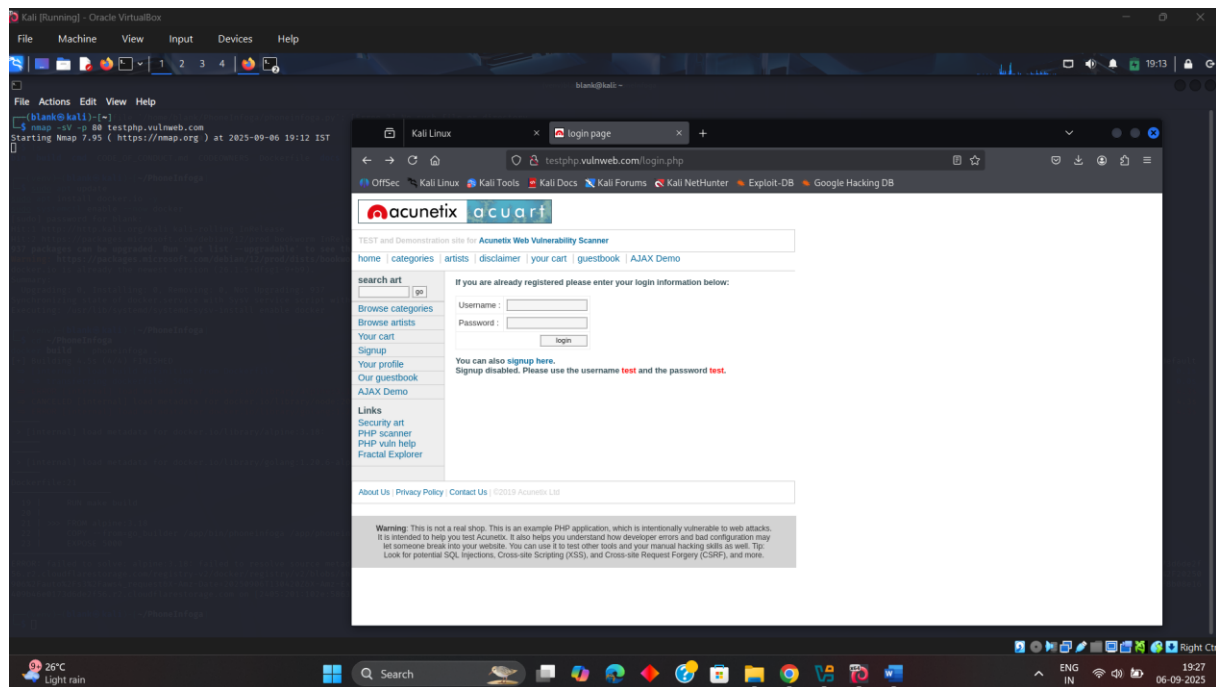 Kali [Running] - Oracle VirtualBox
File Machine View Input Devices Help
1 2 3 4
19:13
blank@kali: ~
File Actions Edit View Help
(blank㉿kali)-[~]
$ nmap -sV -p 80 testphp.vulnweb.com
Starting Nmap 7.95 ( https://nmap.org ) at 2025-09-06 19:12 IST
Kali Linux
login page
testphp.vulnweb.com/login.php
OffSec Kali Linux Kali Tools Kali Docs Kali Forums Kali NetHunter Exploit-DB Google Hacking DB
acunetix acuart
TEST and Demonstration site for Acunetix Web Vulnerability Scanner
home | categories | artists | disclaimer | your cart | guestbook | AJAX Demo
search art
go
Browse categories
Browse artists
Your cart
Signup
Your profile
Our guestbook
AJAX Demo
Links
Security art
PHP scanner
PHP vuln help
Fractal Explorer
If you are already registered please enter your login information below:
Username :
Password :
login
You can also signup here.
Signup disabled. Please use the username test and the password test.
About Us | Privacy Policy | Contact Us | ©2019 Acunetix Ltd
Warning: This is not a real shop. This is an example PHP application, which is intentionally vulnerable to web attacks.
It is intended to help you test Acunetix. It also helps you understand how developer errors and bad configuration may
let someone break into your website. You can use it to test other tools and your manual hacking skills as well. Tip:
Look for potential SQL Injections, Cross-site Scripting (XSS), and Cross-site Request Forgery (CSRF), and more.
Right Ctr
9+
26°C
Light rain
Search
ENG
IN
19:27
06-09-2025